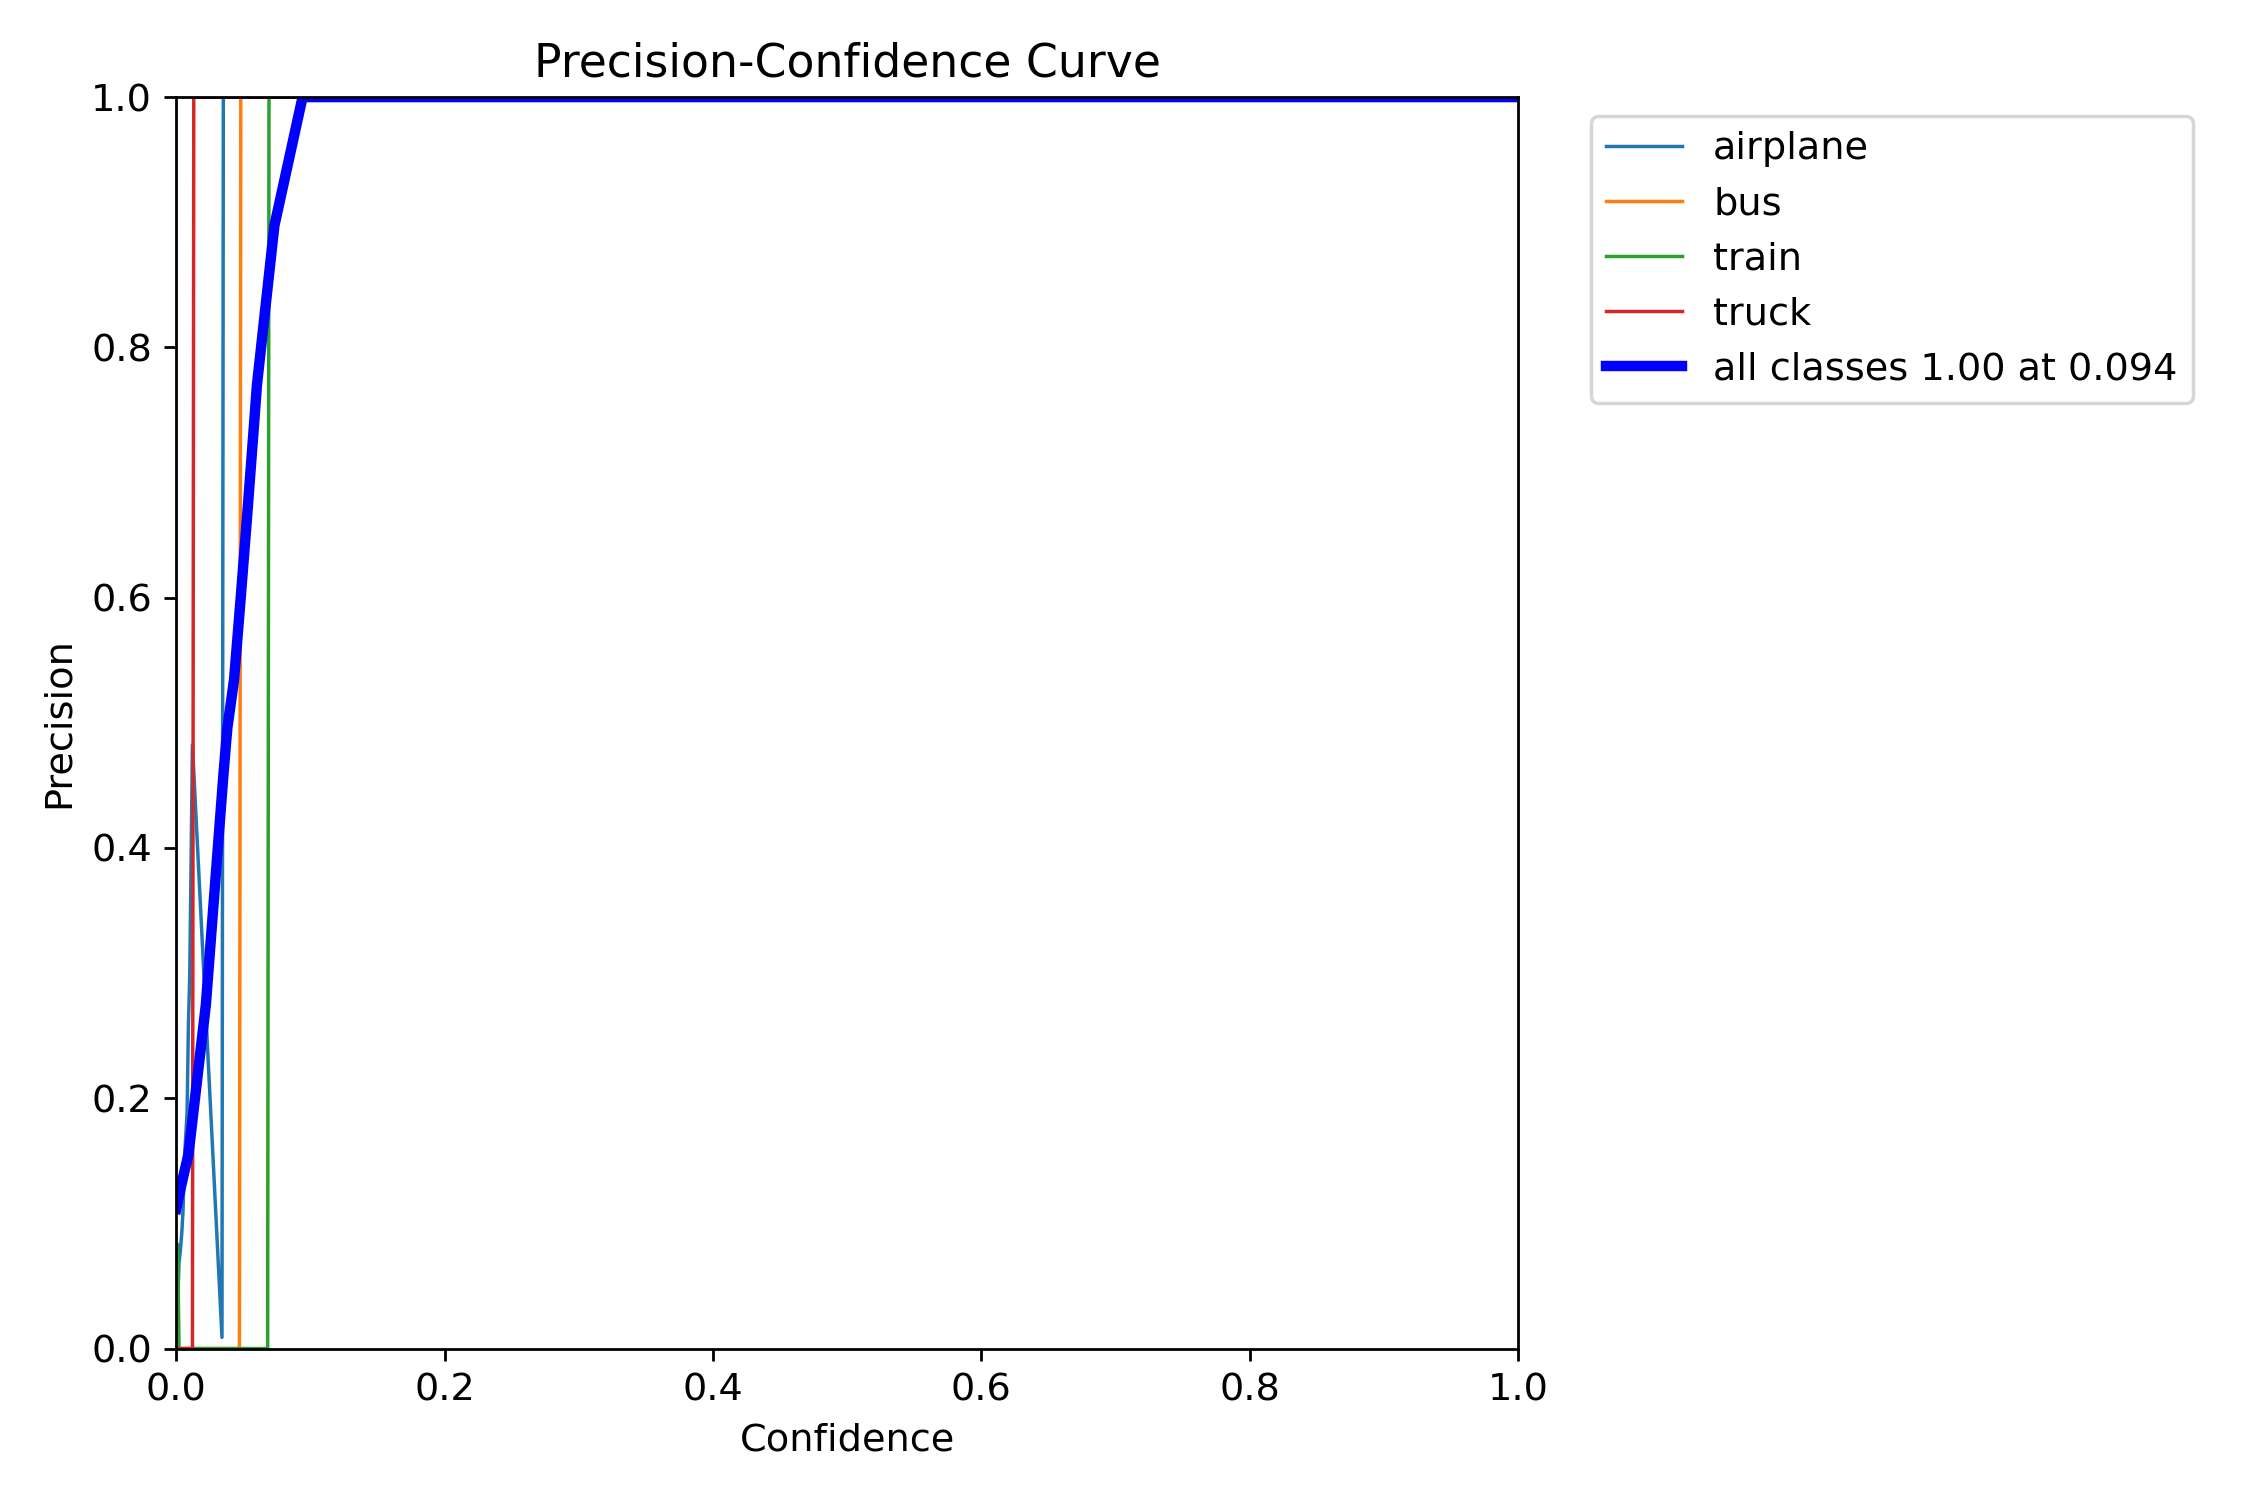 Precision-Confidence Curve
1.0
0.8
0.6
0.4
0.2
0.0
Precision
0.0 0.2 0.4 0.6 0.8 1.0
Confidence
airplane
bus
train
truck
all classes 1.00 at 0.094